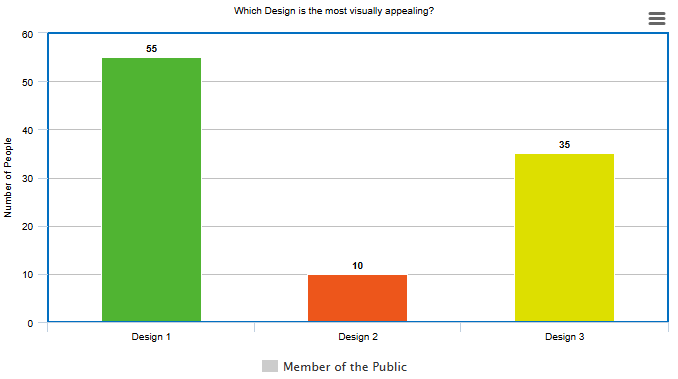 Which Design is the most visually appealing?
Number of People
60
50
40
30
20
10
0
55
10
35
Design 1
Design 2
Design 3
Member of the Public